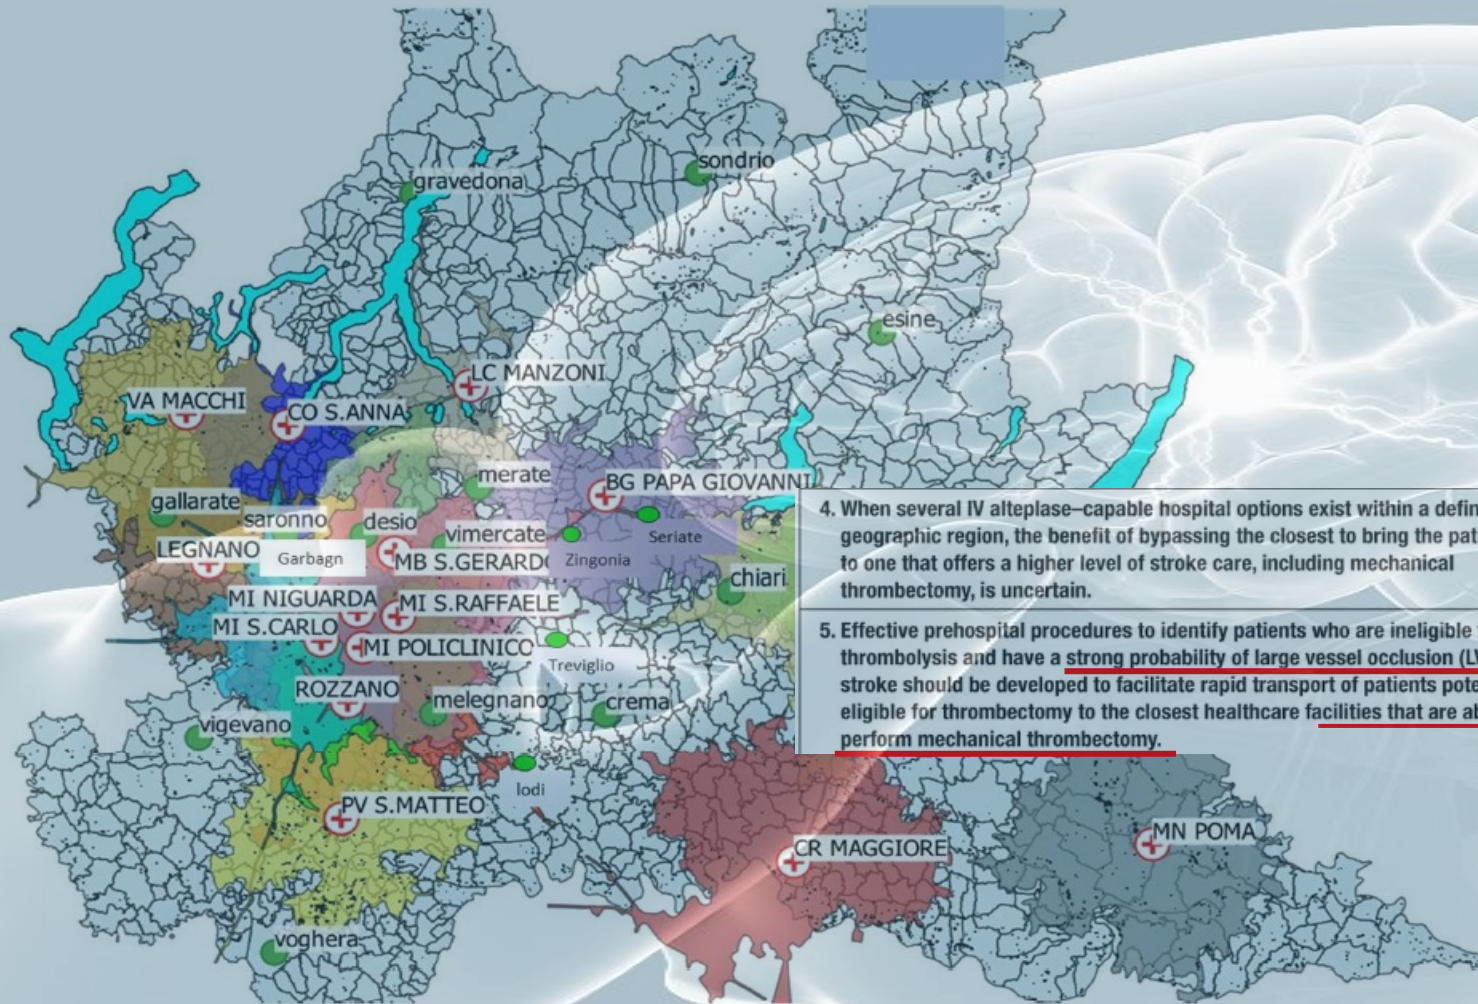 sondrio
gravedona
esine
LC MANZONI
VA MACCHI
CO S.ANNA
merate
BG PAPA GIOVANNI
gallarate
saronno
desio
vimercate
Seriate
LEGNANO
Garbagn
MB S.GERARDO
Zingonia
chiari
MI NIGUARDA
MI S.RAFFAELE
MI S.CARLO
MI POLICLINICO
Treviglio
ROZZANO
melegnano
crema
vigevano
lodi
PV S.MATTEO
CR MAGGIORE
MN POMA
voghera
4. When several IV alteplase–capable hospital options exist within a defin
geographic region, the benefit of bypassing the closest to bring the pat
to one that offers a higher level of stroke care, including mechanical
thrombectomy, is uncertain.
5. Effective prehospital procedures to identify patients who are ineligible
thrombolysis and have a strong probability of large vessel occlusion (LV
stroke should be developed to facilitate rapid transport of patients pote
eligible for thrombectomy to the closest healthcare facilities that are ab
perform mechanical thrombectomy.